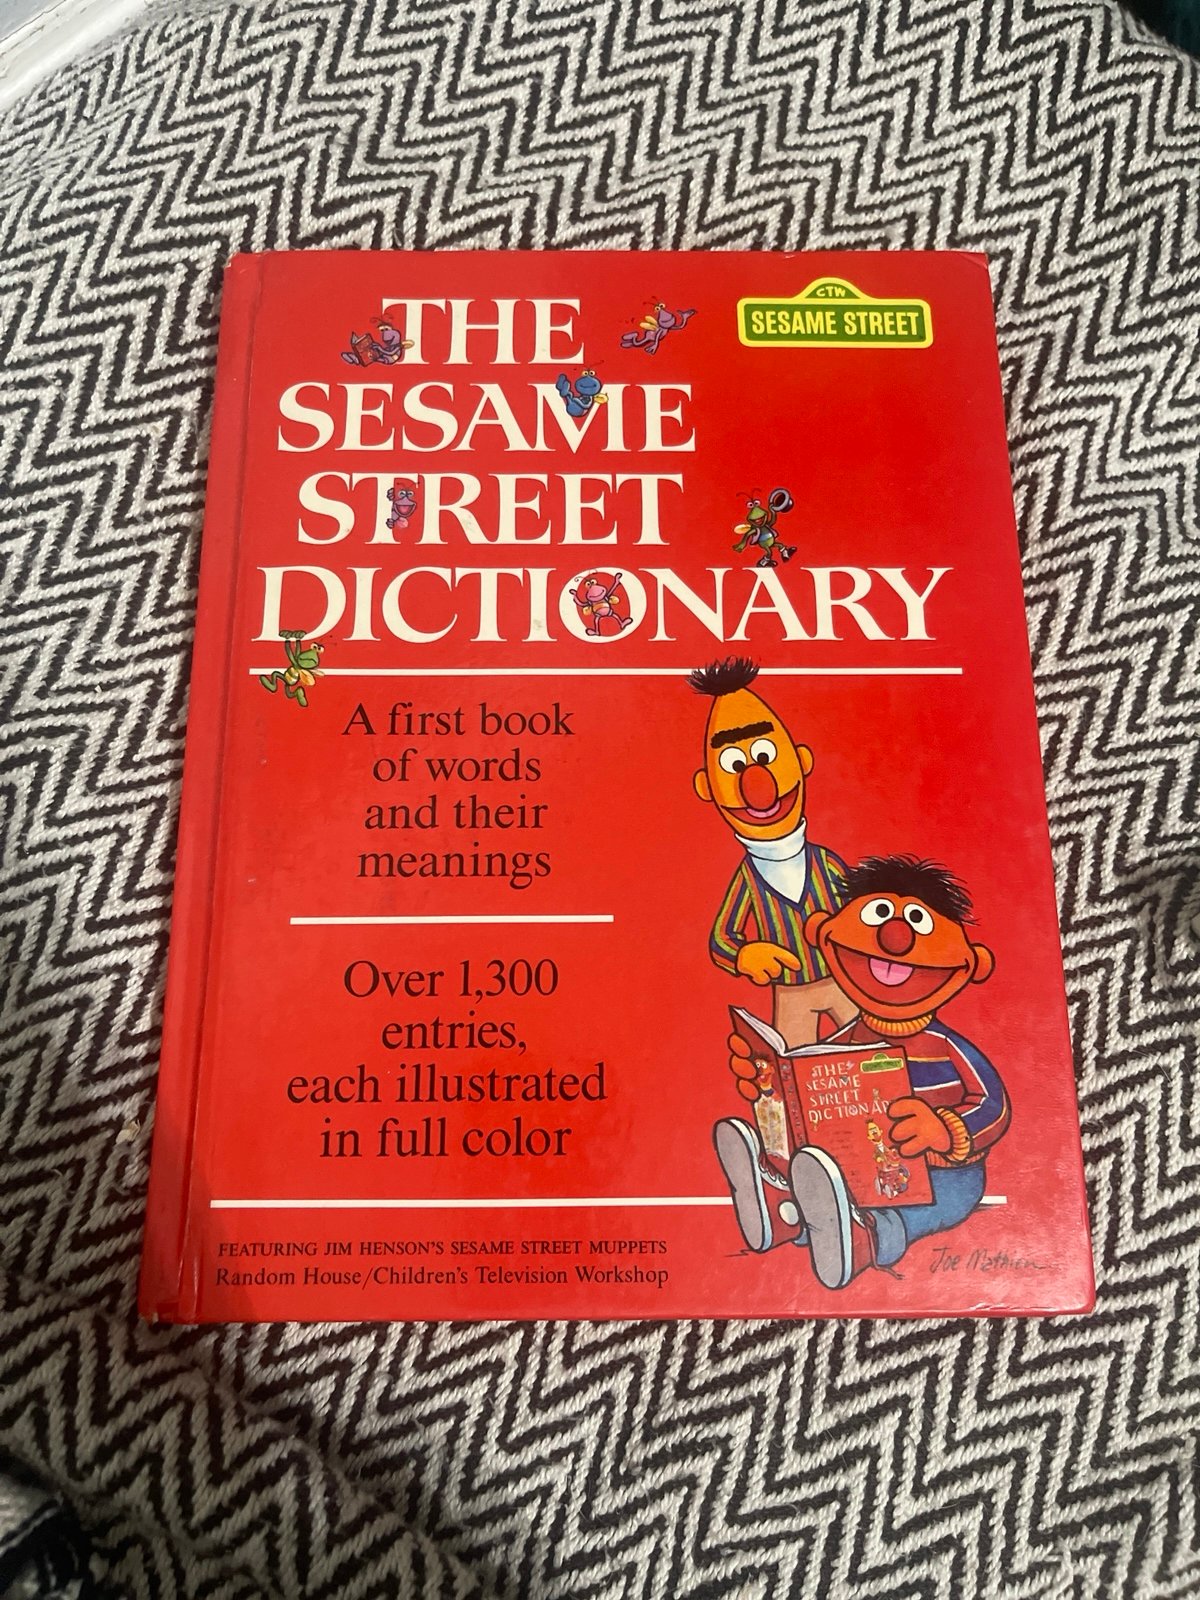 CTW
SESAME STREET
THE
SESAME
STREET
DICTIONARY
A first book
of words
and their
meanings
Over 1,300
entries,
each illustrated
in full color
THE
SESAME
STREET
DICTIONARY
FEATURING JIM HENSON'S SESAME STREET MUPPETS
Random House/Children's Television Workshop
Joe Mathieu